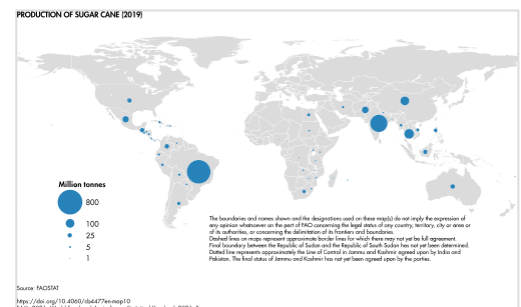 PRODUCTION OF SUGAR CANE (2019)
Million tonnes
800
100
25
5
1
The boundaries and names shown and the designations used on these map(s) do not imply the expression of
any opinion whatsoever on the part of FAO concerning the legal status of any country, territory, city or area or
of its authorities, or concerning the delimitation of its frontiers and boundaries.
Dashed lines on maps represent approximate border lines for which there may not yet be full agreement.
Final boundary between the Republic of Sudan and the Republic of South Sudan has not yet been determined.
Dotted line represents approximately the Line of Control in Jammu and Kashmir agreed upon by India and
Pakistan. The final status of Jammu and Kashmir has not yet been agreed upon by the parties.
Source: FAOSTAT
https://doi.org/10.4060/cb4477en-map10